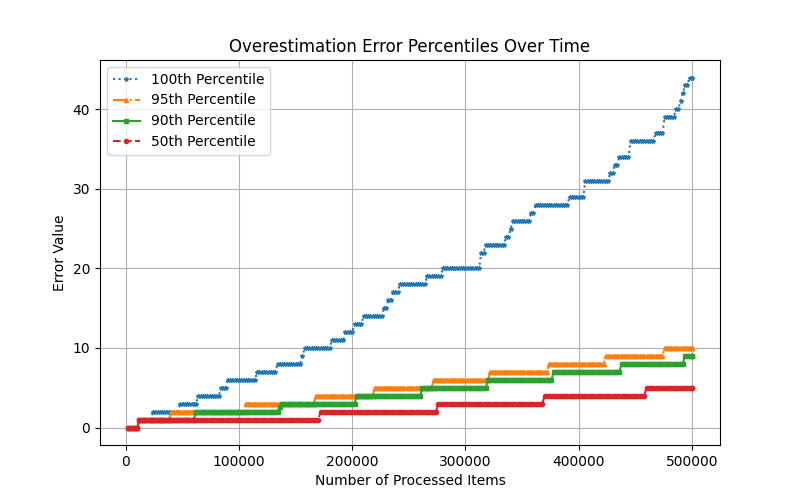 Overestimation Error Percentiles Over Time
100th Percentile
95th Percentile
90th Percentile
50th Percentile
Error Value
40
30
20
10
0
0 100000 200000 300000 400000 500000
Number of Processed Items